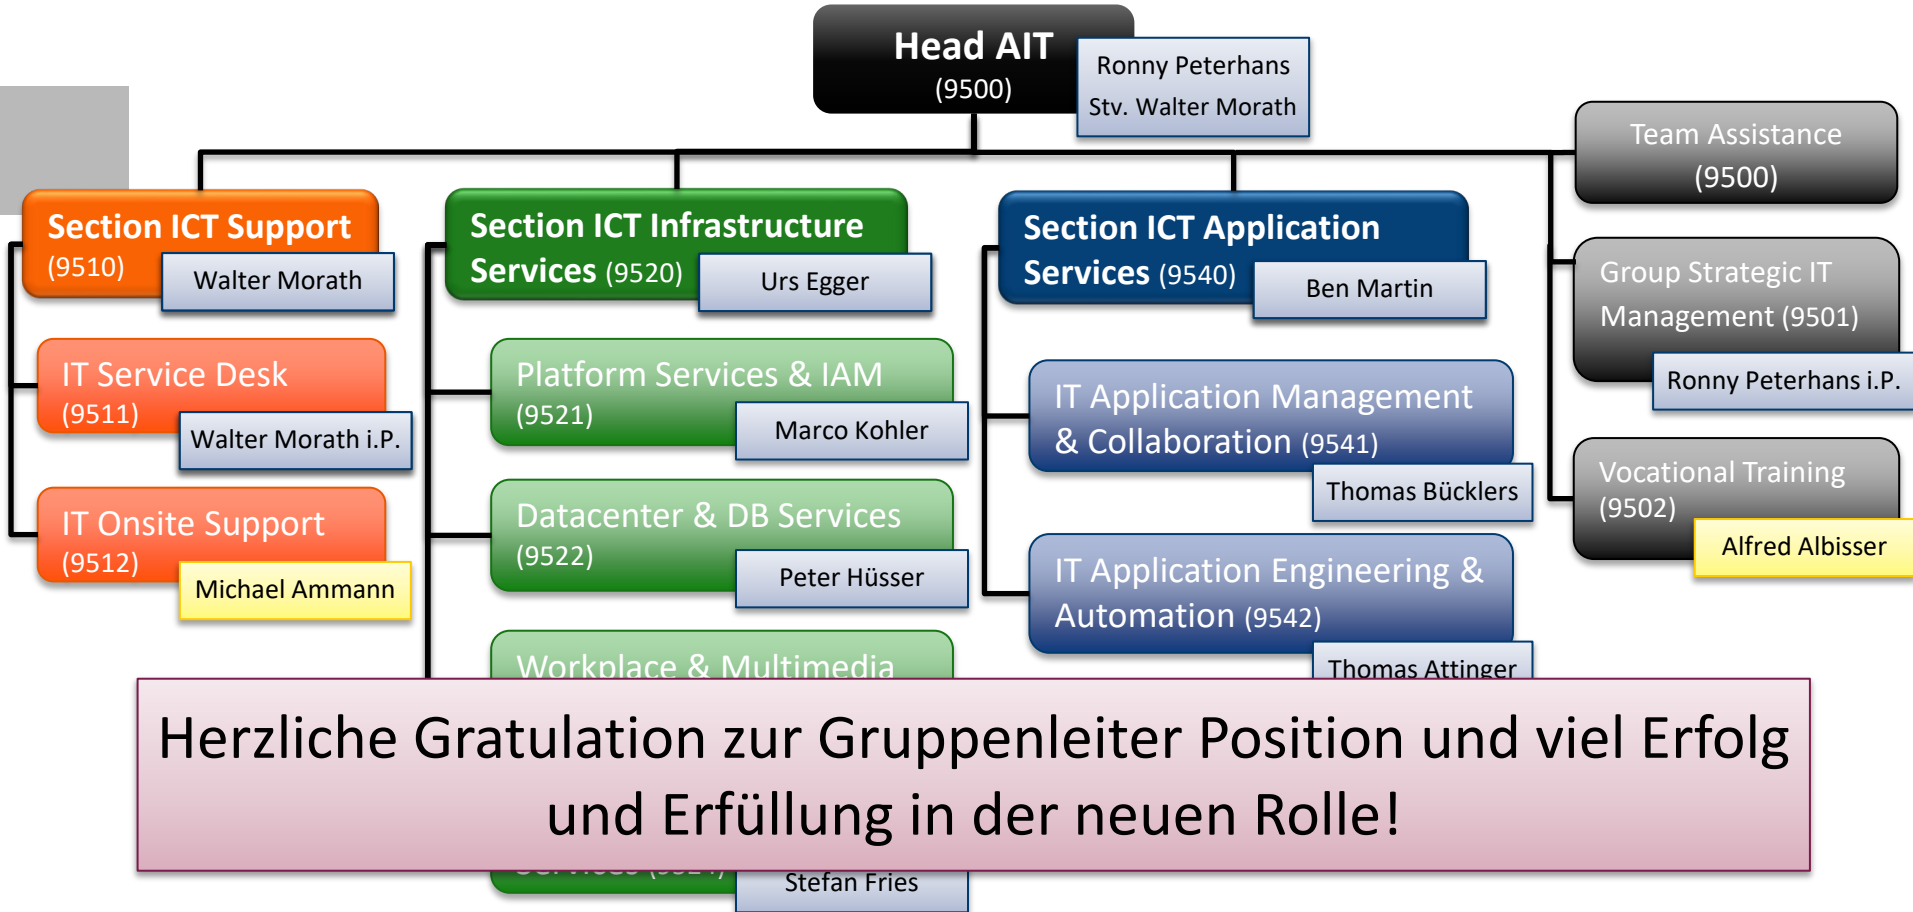 Head AIT
(9500)
Ronny Peterhans
Stv. Walter Morath
Team Assistance
(9500)
Section ICT Support
(9510)
Walter Morath
Section ICT Infrastructure
Services (9520)
Urs Egger
Section ICT Application
Services (9540)
Ben Martin
Group Strategic IT
Management (9501)
Ronny Peterhans i.P.
IT Service Desk
(9511)
Walter Morath i.P.
Platform Services & IAM
(9521)
Marco Kohler
IT Application Management
& Collaboration (9541)
Thomas Bücklers
Vocational Training
(9502)
Alfred Albisser
IT Onsite Support
(9512)
Michael Ammann
Datacenter & DB Services
(9522)
Peter Hüsser
IT Application Engineering &
Automation (9542)
Thomas Attinger
Workplace & Multimedia
Herzliche Gratulation zur Gruppenleiter Position und viel Erfolg
und Erfüllung in der neuen Rolle!
Stefan Fries